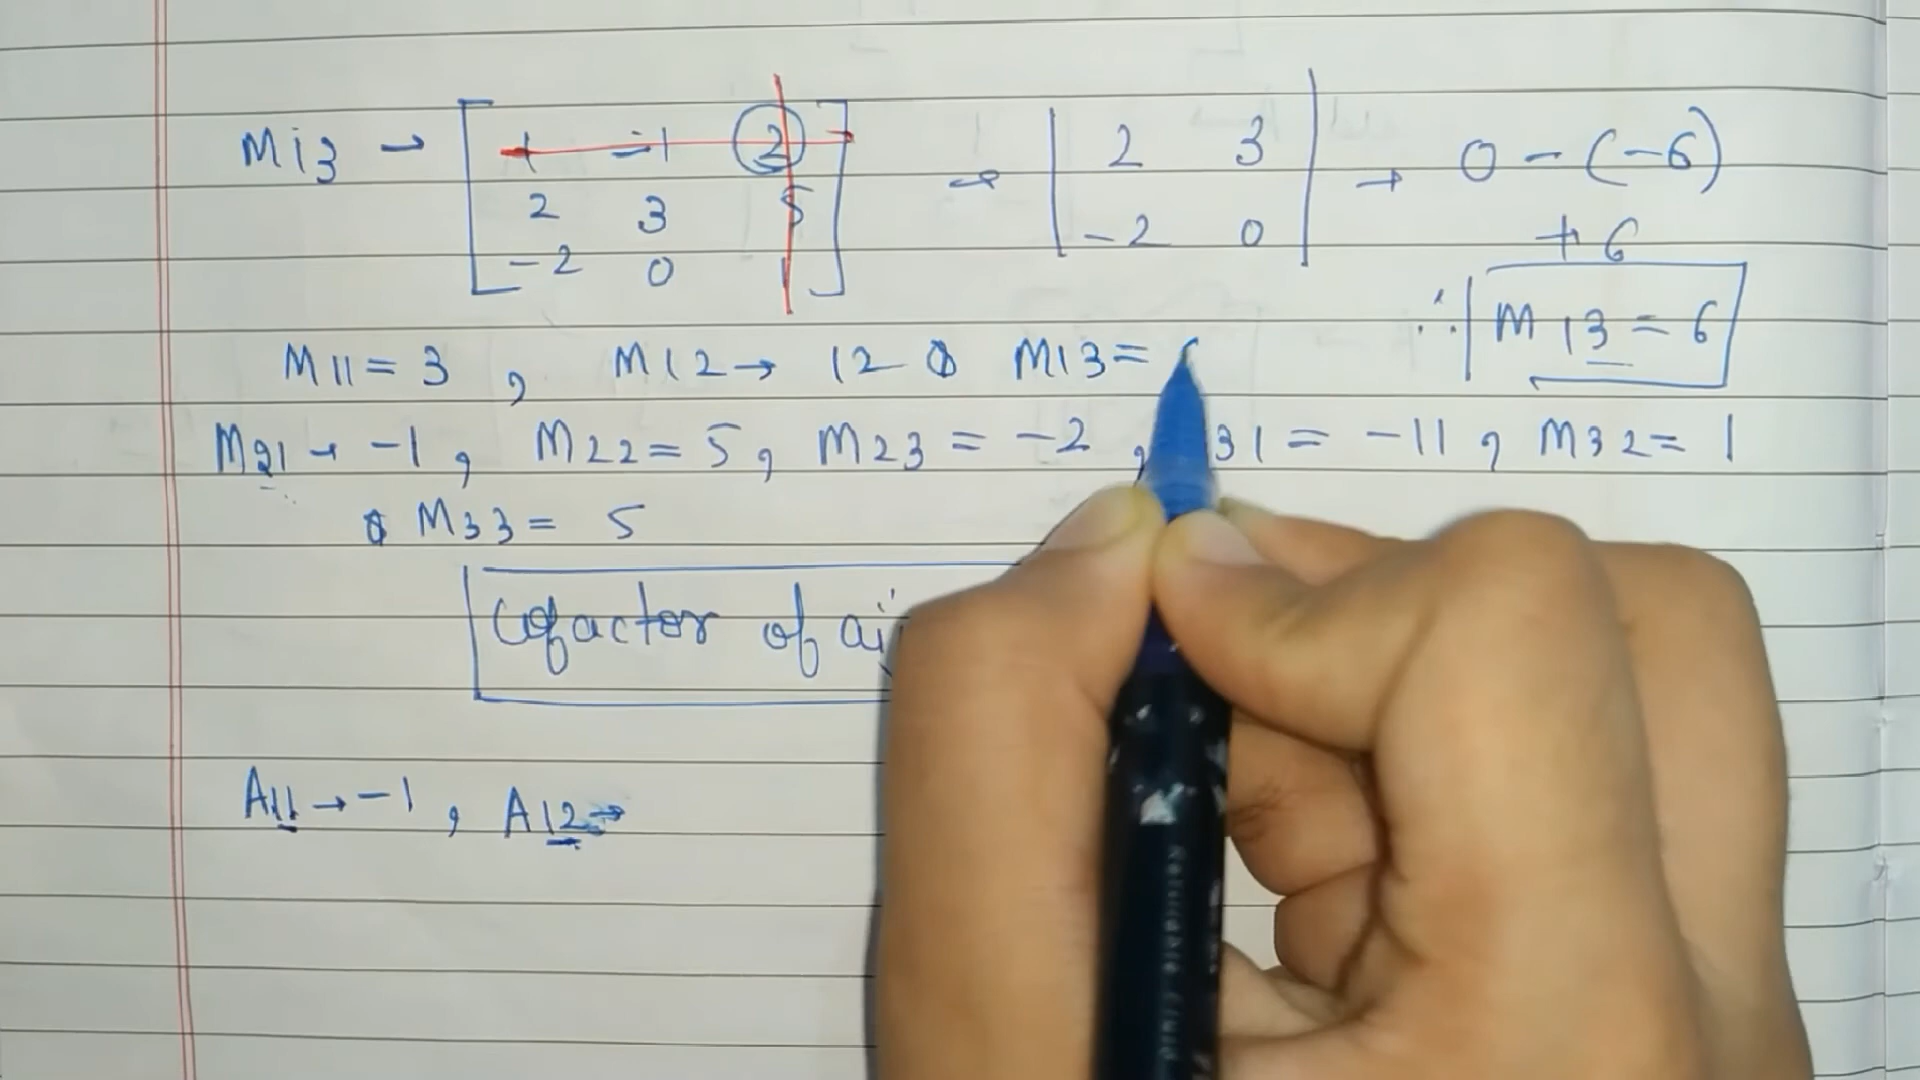 M13 → [ 1 -1 2 → | 2 3 | → 0 - (-6)
2 3 5 -2 0 + 6
-2 0 1 ] ∴ M13 = 6
M11 = 3 , M12 → 12 & M13 =
M21 → -1 , M22 = 5 , M23 = -2 , 31 = -11 , M32 = 1
& M33 = 5
Cofactor of aij
A11 → -1 , A12 →